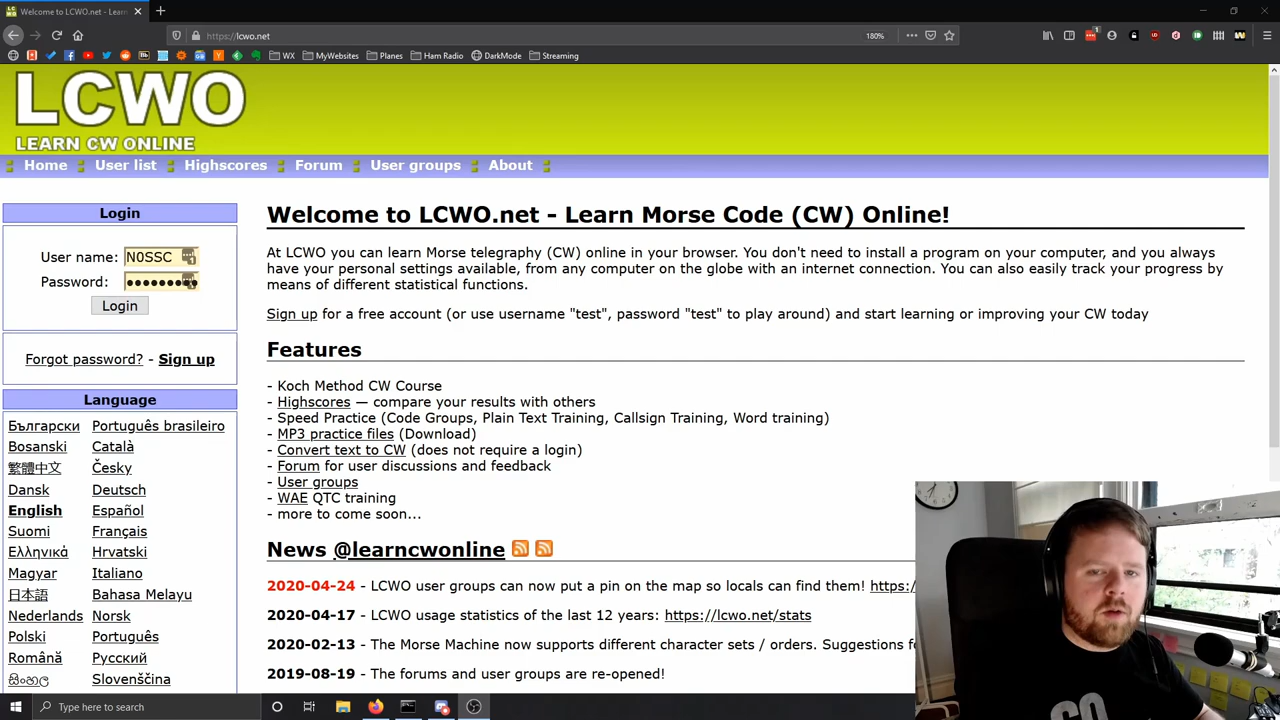 Welcome to LCWO.net - Learn
https://lcwo.net
180%
WX
MyWebsites
Planes
Ham Radio
DarkMode
Streaming
LCWO
LEARN CW ONLINE
Home
User list
Highscores
Forum
User groups
About
Login
User name: N0SSC
Password:
Login
Forgot password? - Sign up
Language
Български Português brasileiro
Bosanski Català
繁體中文 Česky
Dansk Deutsch
English Español
Suomi Français
Ελληνικά Hrvatski
Magyar Italiano
日本語 Bahasa Melayu
Nederlands Norsk
Polski Português
Română Русский
සිංහල Slovenščina
Welcome to LCWO.net - Learn Morse Code (CW) Online!
At LCWO you can learn Morse telegraphy (CW) online in your browser. You don't need to install a program on your computer, and you always
have your personal settings available, from any computer on the globe with an internet connection. You can also easily track your progress by
means of different statistical functions.
Sign up for a free account (or use username "test", password "test" to play around) and start learning or improving your CW today
Features
- Koch Method CW Course
- Highscores — compare your results with others
- Speed Practice (Code Groups, Plain Text Training, Callsign Training, Word training)
- MP3 practice files (Download)
- Convert text to CW (does not require a login)
- Forum for user discussions and feedback
- User groups
- WAE QTC training
- more to come soon...
News @learncwonline
2020-04-24 - LCWO user groups can now put a pin on the map so locals can find them! https:/
2020-04-17 - LCWO usage statistics of the last 12 years: https://lcwo.net/stats
2020-02-13 - The Morse Machine now supports different character sets / orders. Suggestions
2019-08-19 - The forums and user groups are re-opened!
Type here to search